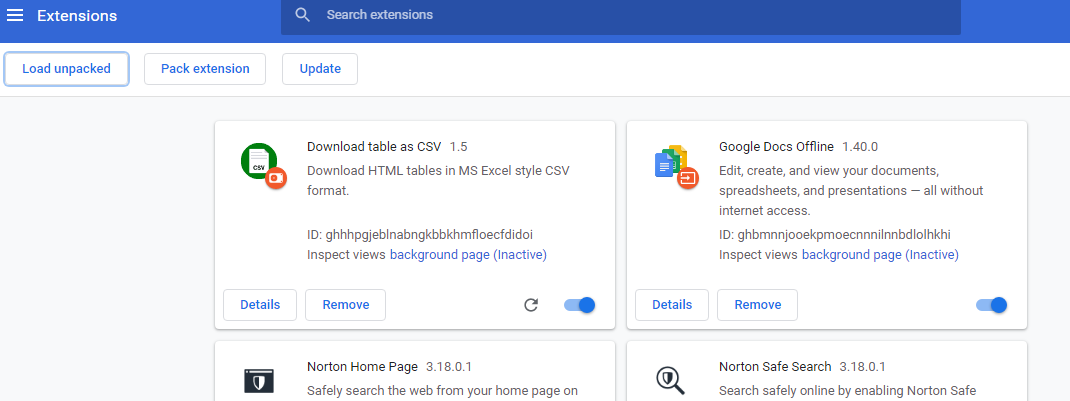 Extensions
Search extensions
Load unpacked
Pack extension
Update
CSV
Download table as CSV 1.5
Download HTML tables in MS Excel style CSV
format.
ID: ghhhpgjeblnabngkbbkhmfloecfdidoi
Inspect views background page (Inactive)
Details
Remove
Google Docs Offline 1.40.0
Edit, create, and view your documents,
spreadsheets, and presentations — all without
internet access.
ID: ghbmnnjooekpmoecnnnilnnbdlolhkhi
Inspect views background page (Inactive)
Details
Remove
Norton Home Page 3.18.0.1
Safely search the web from your home page on
Norton Safe Search 3.18.0.1
Search safely online by enabling Norton Safe